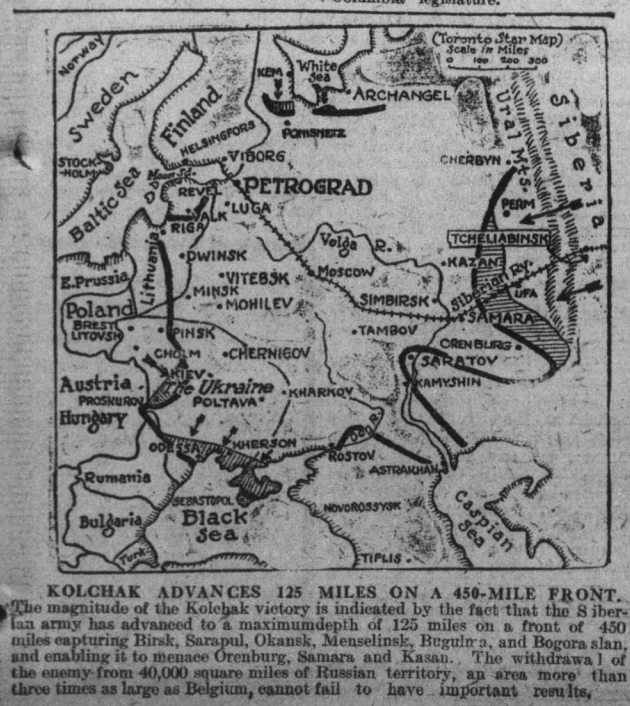 Columbia legislature.
(Toronto Star Map)
Scale in Miles
0 100 200 300
Norway
Sweden
Finland
White
Sea
KEM
ARCHANGEL
Ural Mts.
Siberia
HELSINGFORS
VIBORG
CHERBYN
STOCK-
HOLM
Baltic Sea
REVEL
PETROGRAD
PERM
LUGA
WALK
RIGA
TCHELIABINSK
Volga R.
Lithuania
DWINSK
KAZAN
E. Prussia
VITEBSK
Moscow
Siberian Ry.
UFA
MINSK
MOHILEV
SIMBIRSK
SAMARA
Poland
BREST
LITOVSK
PINSK
TAMBOV
ORENBURG
CHOLM
CHERNIGOV
SARATOV
KIEV
Austria
The Ukraine
KAMYSHIN
PROSKUROV
POLTAVA
KHARKOV
Hungary
Don R.
ODESSA
KHERSON
ROSTOV
ASTRAKHAN
Rumania
SEBASTOPOL
NOVOROSSYSK
Caspian
Sea
Bulgaria
Black
Sea
Turk.
TIFLIS
KOLCHAK ADVANCES 125 MILES ON A 450-MILE FRONT.
The magnitude of the Kolchak victory is indicated by the fact that the Siber-
ian army has advanced to a maximumdepth of 125 miles on a front of 450
miles capturing Birsk, Sarapul, Okansk, Menselinsk, Bugulma, and Bogoraslan,
and enabling it to menace Orenburg, Samara and Kasan. The withdrawal of
the enemy from 40,000 square miles of Russian territory, an area more than
three times as large as Belgium, cannot fail to have important results.